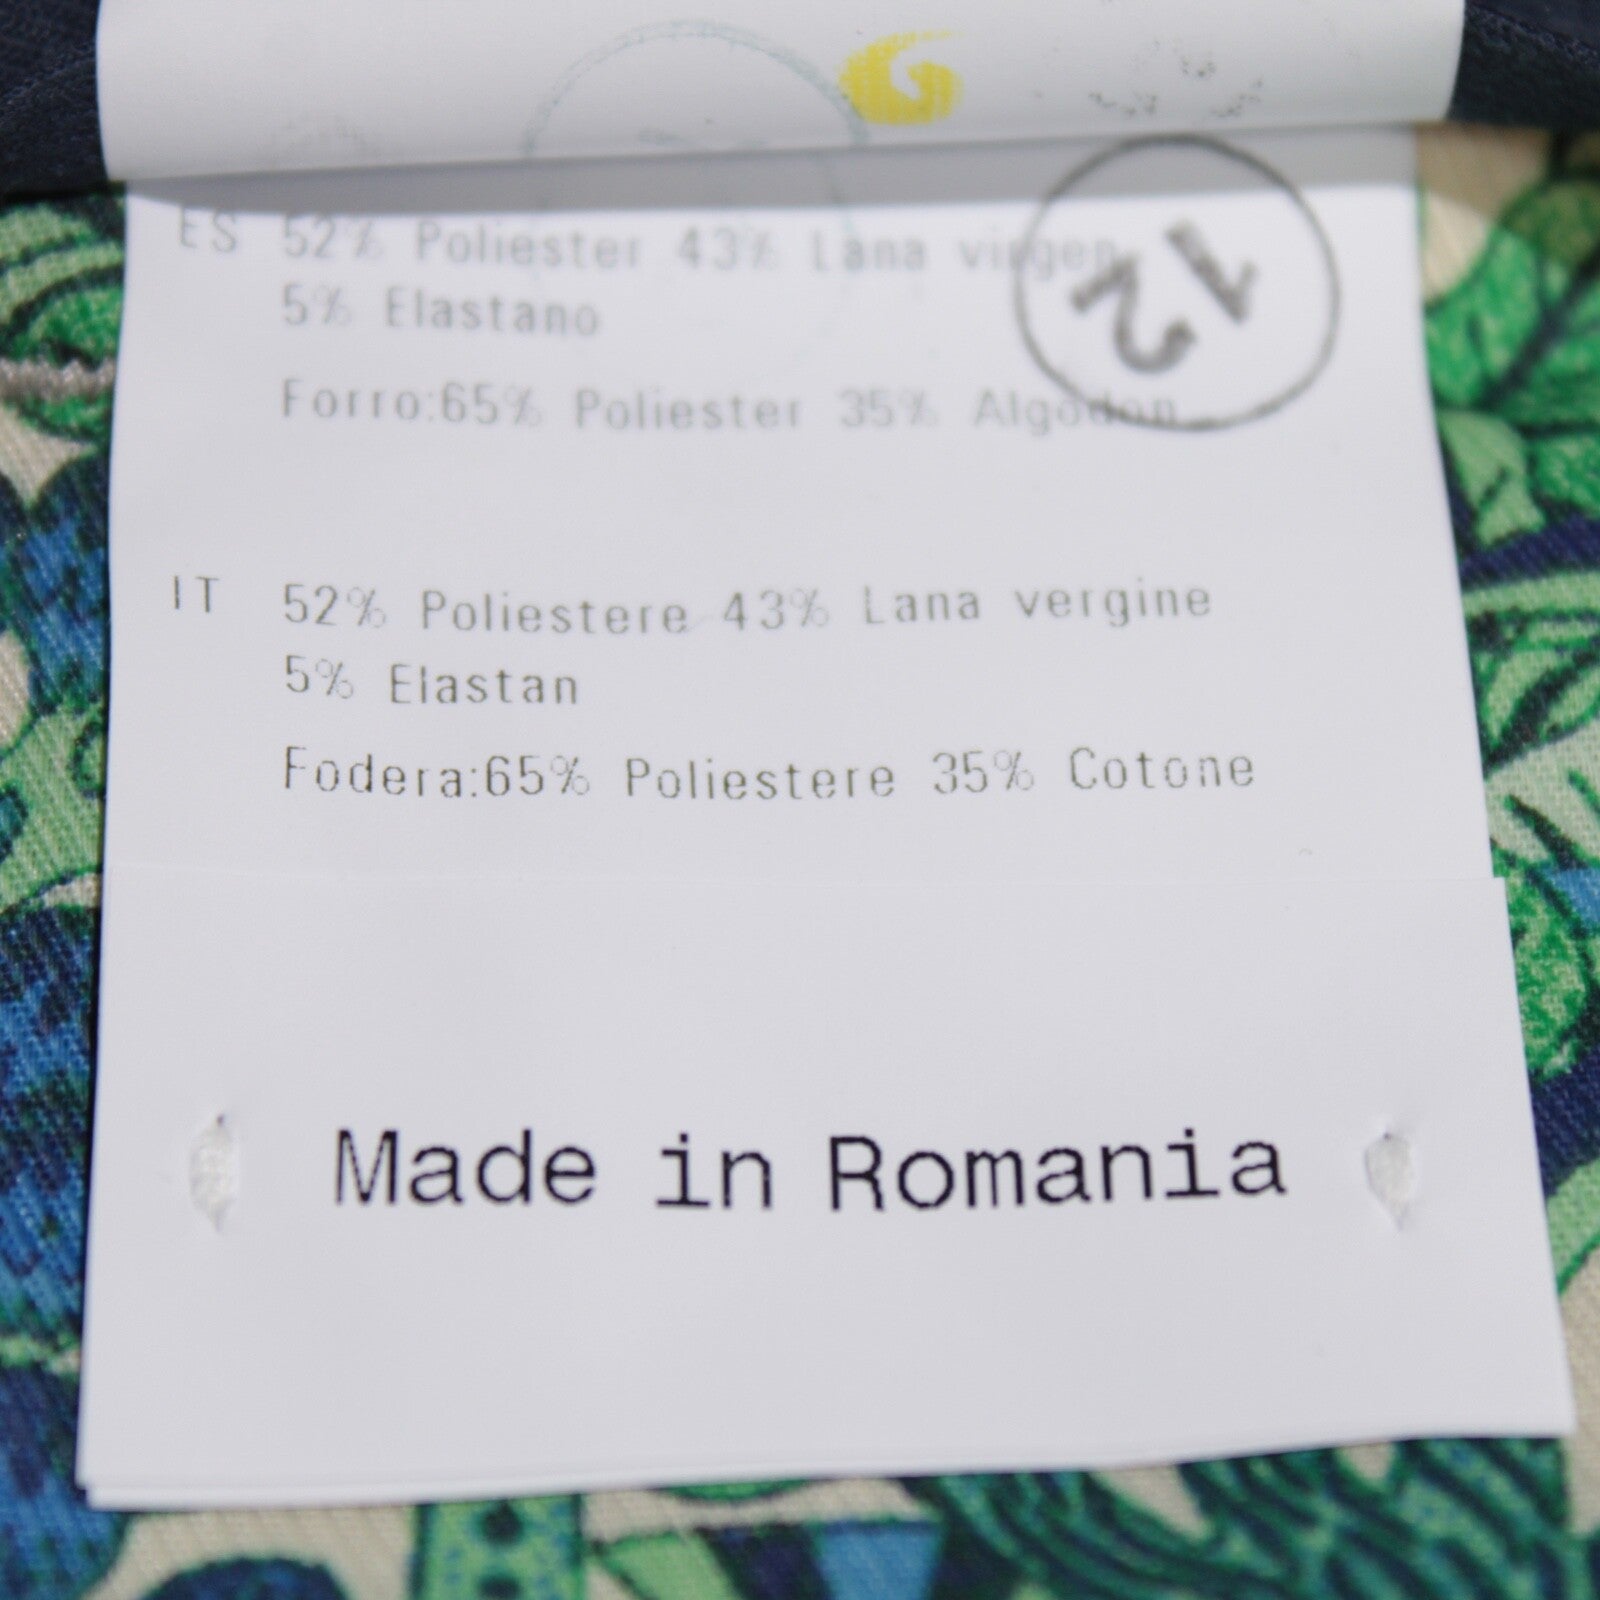 ES 52% Poliester 43% Lana virgen
5% Elastano
Forro:65% Poliester 35% Algodon
12
IT 52% Poliestere 43% Lana vergine
5% Elastan
Fodera:65% Poliestere 35% Cotone
Made in Romania